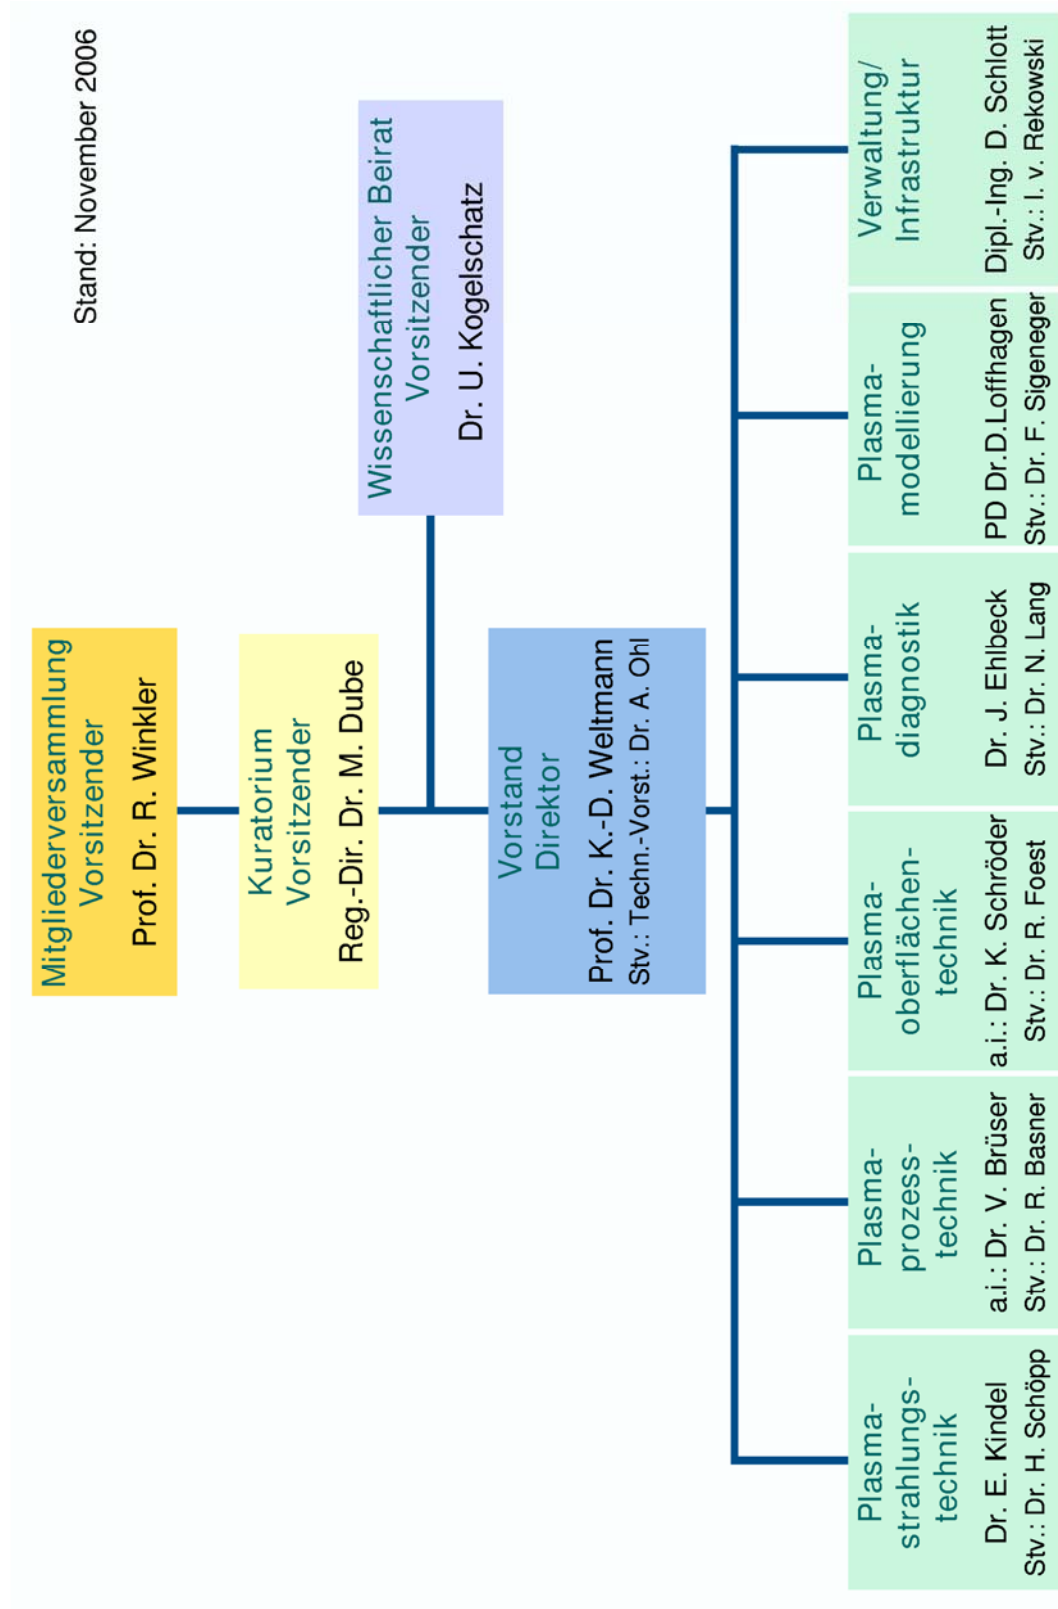 Stand: November 2006
Mitgliederversammlung
Vorsitzender
Prof. Dr. R. Winkler
Kuratorium
Vorsitzender
Reg.-Dir. Dr. M. Dube
Wissenschaftlicher Beirat
Vorsitzender
Dr. U. Kogelschatz
Vorstand
Direktor
Prof. Dr. K.-D. Weltmann
Stv.: Techn.-Vorst.: Dr. A. Ohl
Plasma-
strahlungs-
technik
Dr. E. Kindel
Stv.: Dr. H. Schöpp
Plasma-
prozess-
technik
a.i.: Dr. V. Brüser
Stv.: Dr. R. Basner
Plasma-
oberflächen-
technik
a.i.: Dr. K. Schröder
Stv.: Dr. R. Foest
Plasma-
diagnostik
Dr. J. Ehlbeck
Stv.: Dr. N. Lang
Plasma-
modellierung
PD Dr.D.Loffhagen
Stv.: Dr. F. Sigeneger
Verwaltung/
Infrastruktur
Dipl.-Ing. D. Schlott
Stv.: I. v. Rekowski